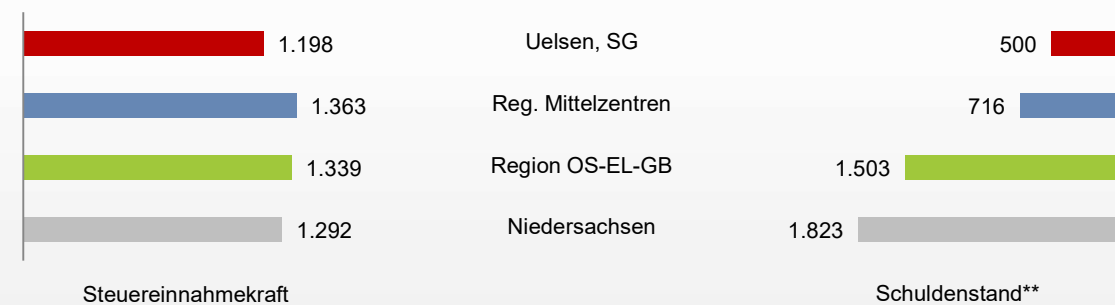 1.198 Uelsen, SG 500
1.363 Reg. Mittelzentren 716
1.339 Region OS-EL-GB 1.503
1.292 Niedersachsen 1.823
Steuereinnahmekraft Schuldenstand**